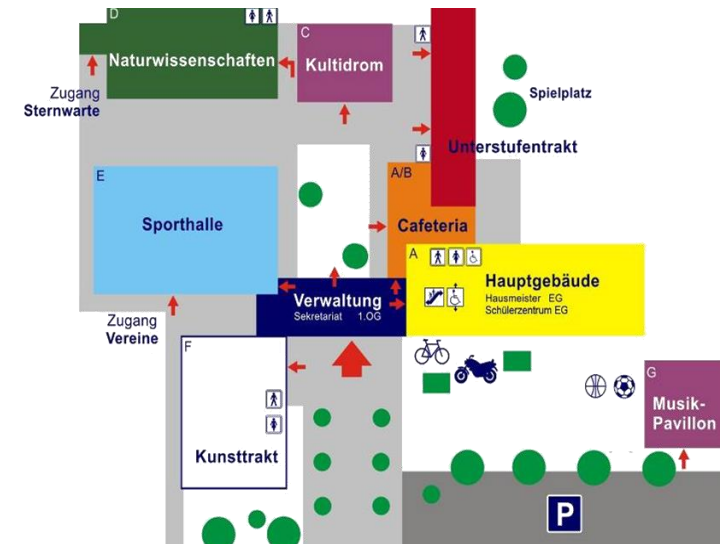 D
Naturwissenschaften
C
Kultidrom
Zugang
Sternwarte
Spielplatz
Unterstufentrakt
E
Sporthalle
A/B
Cafeteria
A
Hauptgebäude
Hausmeister EG
Schülerzentrum EG
Verwaltung
Sekretariat 1.OG
Zugang
Vereine
F
Kunsttrakt
G
Musik-
Pavillon
P